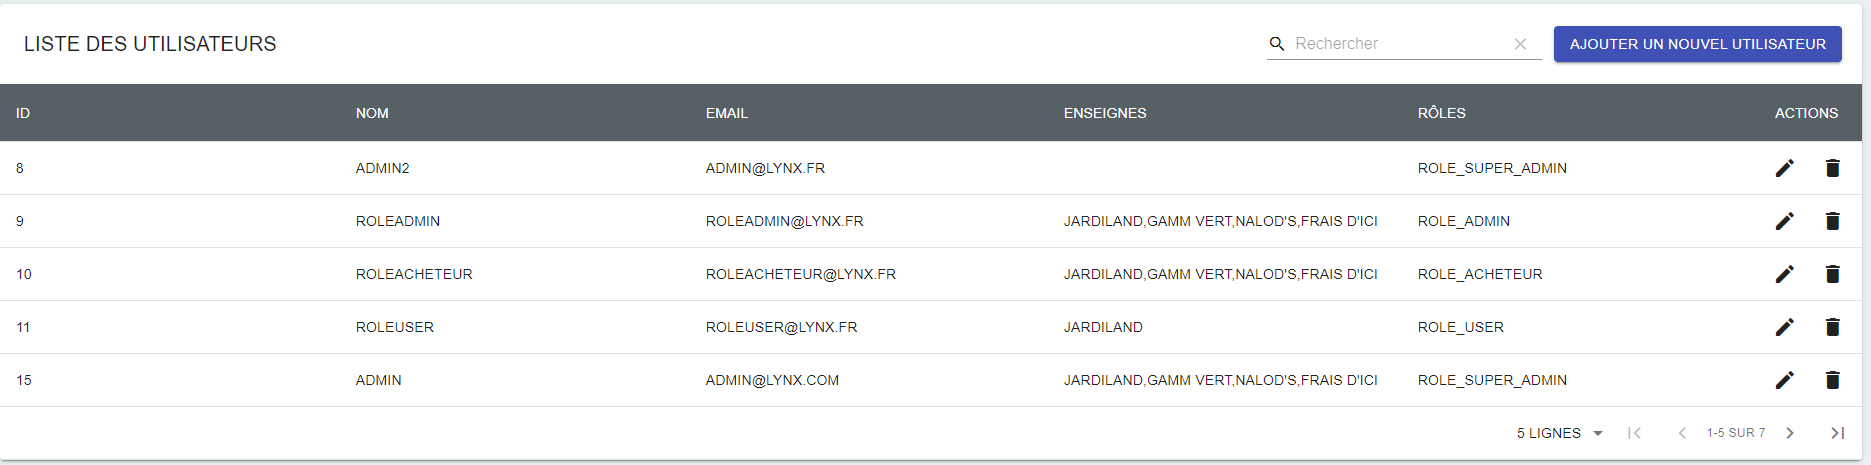 LISTE DES UTILISATEURS Rechercher AJOUTER UN NOUVEL UTILISATEUR
ID NOM EMAIL ENSEIGNES RÔLES ACTIONS
8 ADMIN2 ADMIN@LYNX.FR ROLE_SUPER_ADMIN
9 ROLEADMIN ROLEADMIN@LYNX.FR JARDILAND,GAMM VERT,NALOD'S,FRAIS D'ICI ROLE_ADMIN
10 ROLEACHETEUR ROLEACHETEUR@LYNX.FR JARDILAND,GAMM VERT,NALOD'S,FRAIS D'ICI ROLE_ACHETEUR
11 ROLEUSER ROLEUSER@LYNX.FR JARDILAND ROLE_USER
15 ADMIN ADMIN@LYNX.COM JARDILAND,GAMM VERT,NALOD'S,FRAIS D'ICI ROLE_SUPER_ADMIN
5 LIGNES 1-5 SUR 7